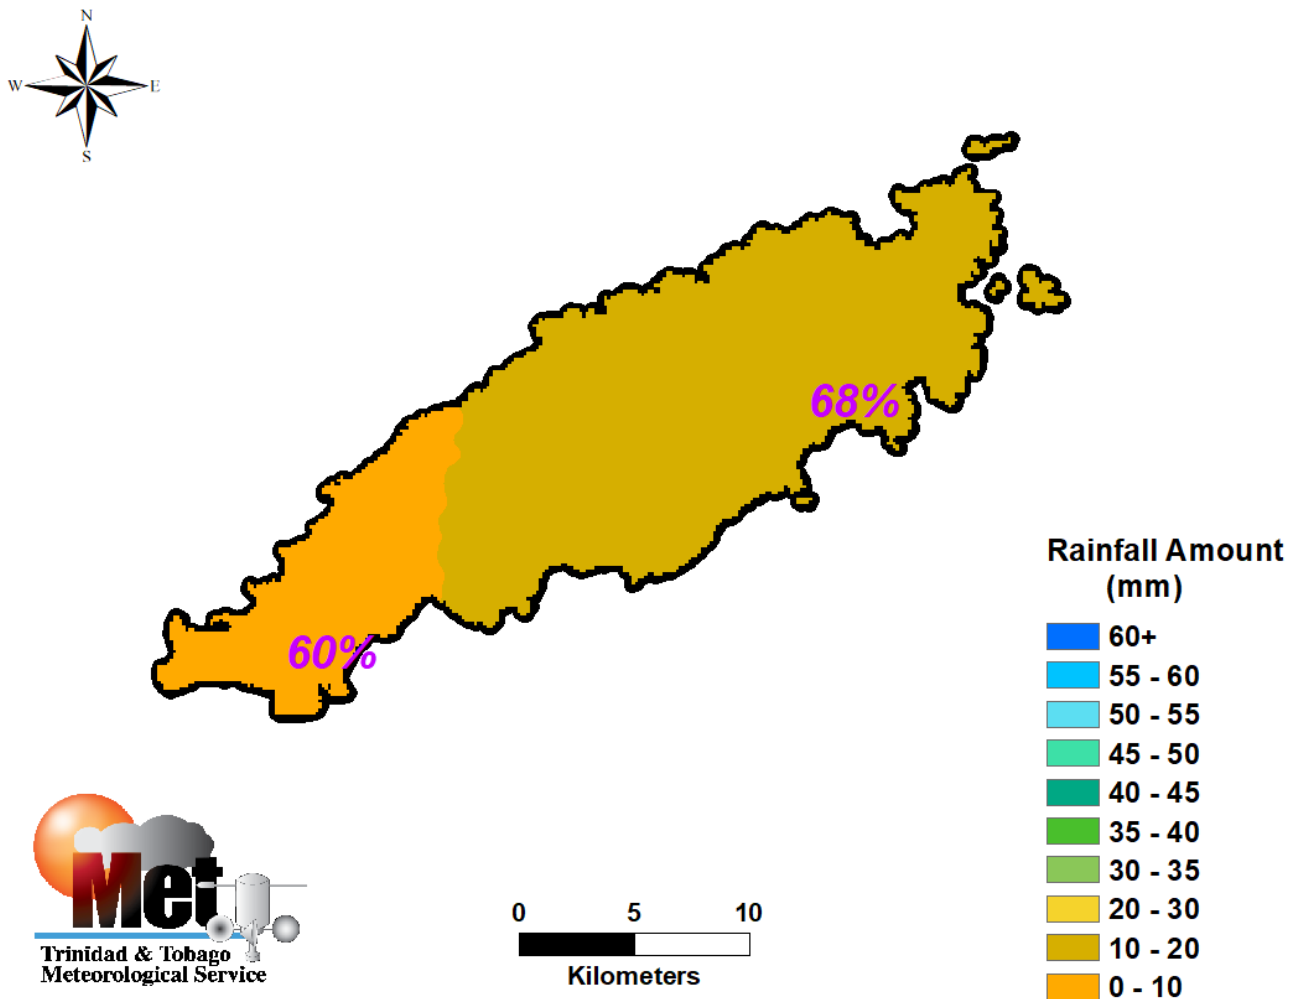 N
W
E
S
68%
60%
Rainfall Amount
(mm)
60+
55 - 60
50 - 55
45 - 50
40 - 45
35 - 40
30 - 35
20 - 30
10 - 20
0 - 10
Met
Trinidad & Tobago
Meteorological Service
0 5 10
Kilometers